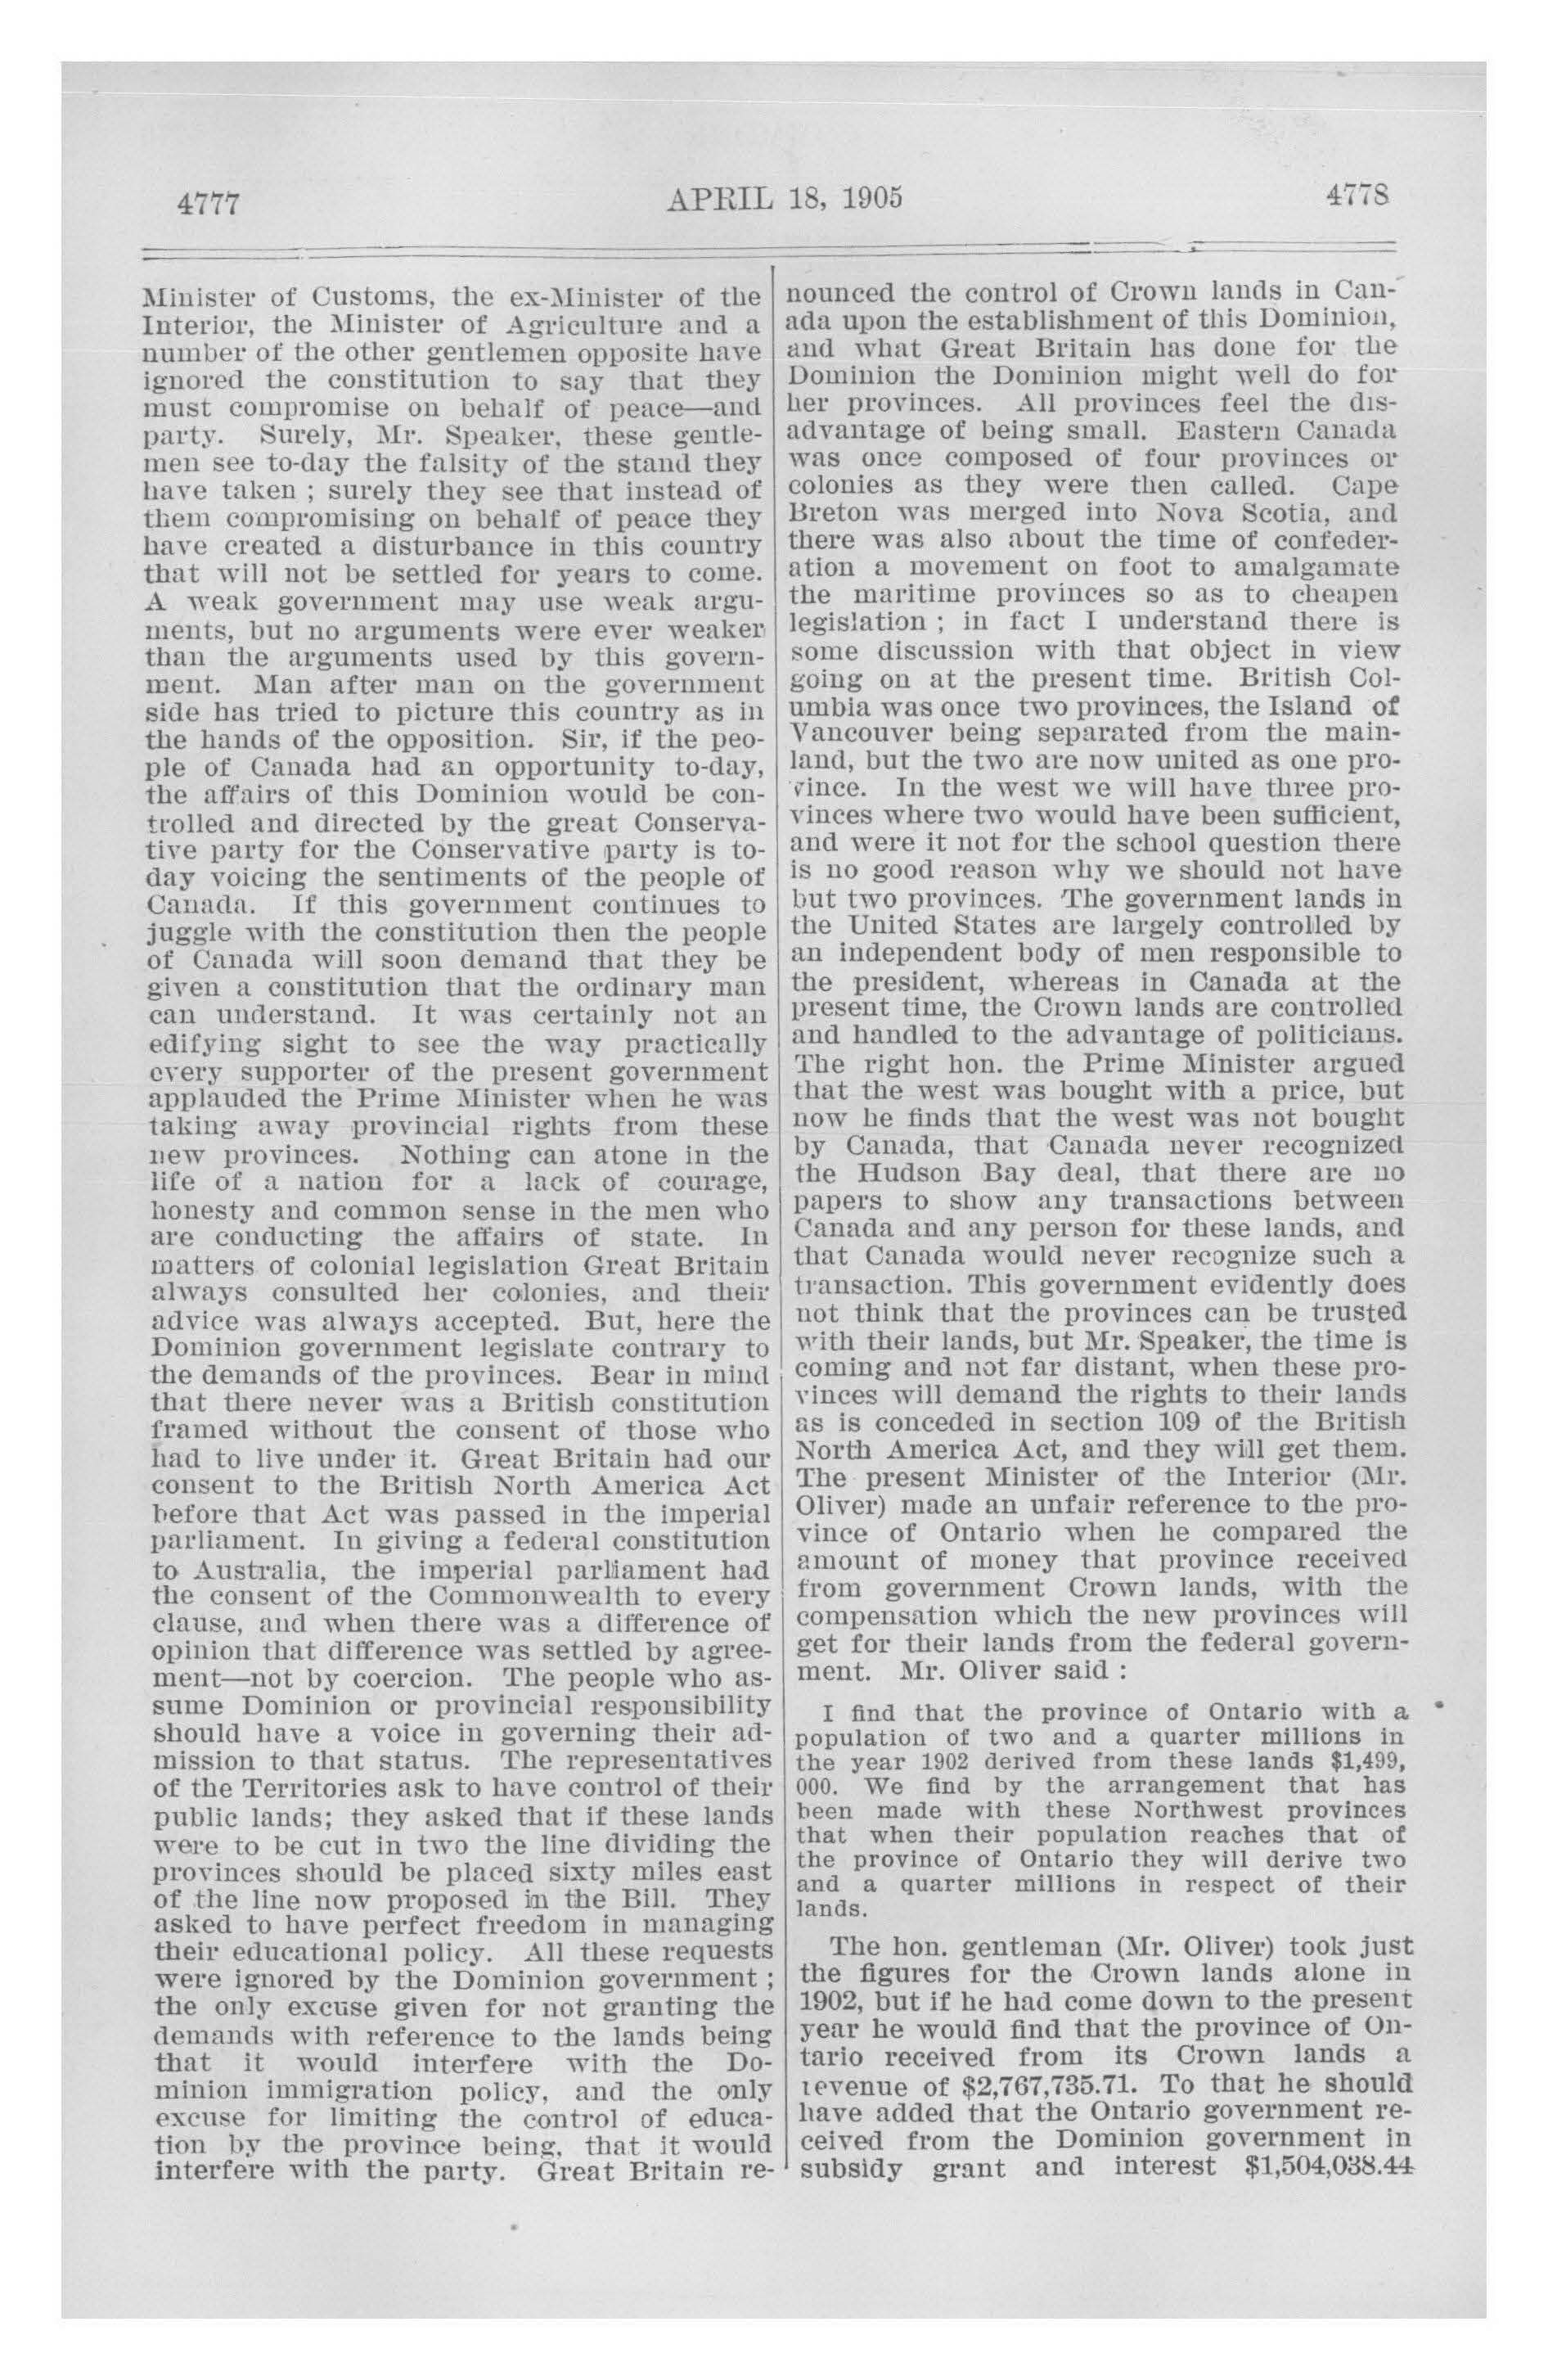 4777
APRIL 18, 1905
4778
Minister of Customs, the ex-Minister of the
Interior, the Minister of Agriculture and a
number of the other gentlemen opposite have
ignored the constitution to say that they
must compromise on behalf of peace—and
party. Surely, Mr. Speaker, these gentle-
men see to-day the falsity of the stand they
have taken ; surely they see that instead of
them compromising on behalf of peace they
have created a disturbance in this country
that will not be settled for years to come.
A weak government may use weak argu-
ments, but no arguments were ever weaker
than the arguments used by this govern-
ment. Man after man on the government
side has tried to picture this country as in
the hands of the opposition. Sir, if the peo-
ple of Canada had an opportunity to-day,
the affairs of this Dominion would be con-
trolled and directed by the great Conserva-
tive party for the Conservative party is to-
day voicing the sentiments of the people of
Canada. If this government continues to
juggle with the constitution then the people
of Canada will soon demand that they be
given a constitution that the ordinary man
can understand. It was certainly not an
edifying sight to see the way practically
every supporter of the present government
applauded the Prime Minister when he was
taking away provincial rights from these
new provinces. Nothing can atone in the
life of a nation for a lack of courage,
honesty and common sense in the men who
are conducting the affairs of state. In
matters of colonial legislation Great Britain
always consulted her colonies, and their
advice was always accepted. But, here the
Dominion government legislate contrary to
the demands of the provinces. Bear in mind
that there never was a British constitution
framed without the consent of those who
had to live under it. Great Britain had our
consent to the British North America Act
before that Act was passed in the imperial
parliament. In giving a federal constitution
to Australia, the imperial parliament had
the consent of the Commonwealth to every
clause, and when there was a difference of
opinion that difference was settled by agree-
ment—not by coercion. The people who as-
sume Dominion or provincial responsibility
should have a voice in governing their ad-
mission to that status. The representatives
of the Territories ask to have control of their
public lands; they asked that if these lands
were to be cut in two the line dividing the
provinces should be placed sixty miles east
of the line now proposed in the Bill. They
asked to have perfect freedom in managing
their educational policy. All these requests
were ignored by the Dominion government ;
the only excuse given for not granting the
demands with reference to the lands being
that it would interfere with the Do-
minion immigration policy, and the only
excuse for limiting the control of educa-
tion by the province being, that it would
interfere with the party. Great Britain re-
nounced the control of Crown lands in Can-
ada upon the establishment of this Dominion,
and what Great Britain has done for the
Dominion the Dominion might well do for
her provinces. All provinces feel the dis-
advantage of being small. Eastern Canada
was once composed of four provinces or
colonies as they were then called. Cape
Breton was merged into Nova Scotia, and
there was also about the time of confeder-
ation a movement on foot to amalgamate
the maritime provinces so as to cheapen
legislation ; in fact I understand there is
some discussion with that object in view
going on at the present time. British Col-
umbia was once two provinces, the Island of
Vancouver being separated from the main-
land, but the two are now united as one pro-
vince. In the west we will have three pro-
vinces where two would have been sufficient,
and were it not for the school question there
is no good reason why we should not have
but two provinces. The government lands in
the United States are largely controlled by
an independent body of men responsible to
the president, whereas in Canada at the
present time, the Crown lands are controlled
and handled to the advantage of politicians.
The right hon. the Prime Minister argued
that the west was bought with a price, but
now he finds that the west was not bought
by Canada, that Canada never recognized
the Hudson Bay deal, that there are no
papers to show any transactions between
Canada and any person for these lands, and
that Canada would never recognize such a
transaction. This government evidently does
not think that the provinces can be trusted
with their lands, but Mr. Speaker, the time is
coming and not far distant, when these pro-
vinces will demand the rights to their lands
as is conceded in section 109 of the British
North America Act, and they will get them.
The present Minister of the Interior (Mr.
Oliver) made an unfair reference to the pro-
vince of Ontario when he compared the
amount of money that province received
from government Crown lands, with the
compensation which the new provinces will
get for their lands from the federal govern-
ment. Mr. Oliver said :
I find that the province of Ontario with a
population of two and a quarter millions in
the year 1902 derived from these lands $1,499,
000. We find by the arrangement that has
been made with these Northwest provinces
that when their population reaches that of
the province of Ontario they will derive two
and a quarter millions in respect of their
lands.
The hon. gentleman (Mr. Oliver) took just
the figures for the Crown lands alone in
1902, but if he had come down to the present
year he would find that the province of On-
tario received from its Crown lands a
revenue of $2,767,735.71. To that he should
have added that the Ontario government re-
ceived from the Dominion government in
subsidy grant and interest $1,504,038.44